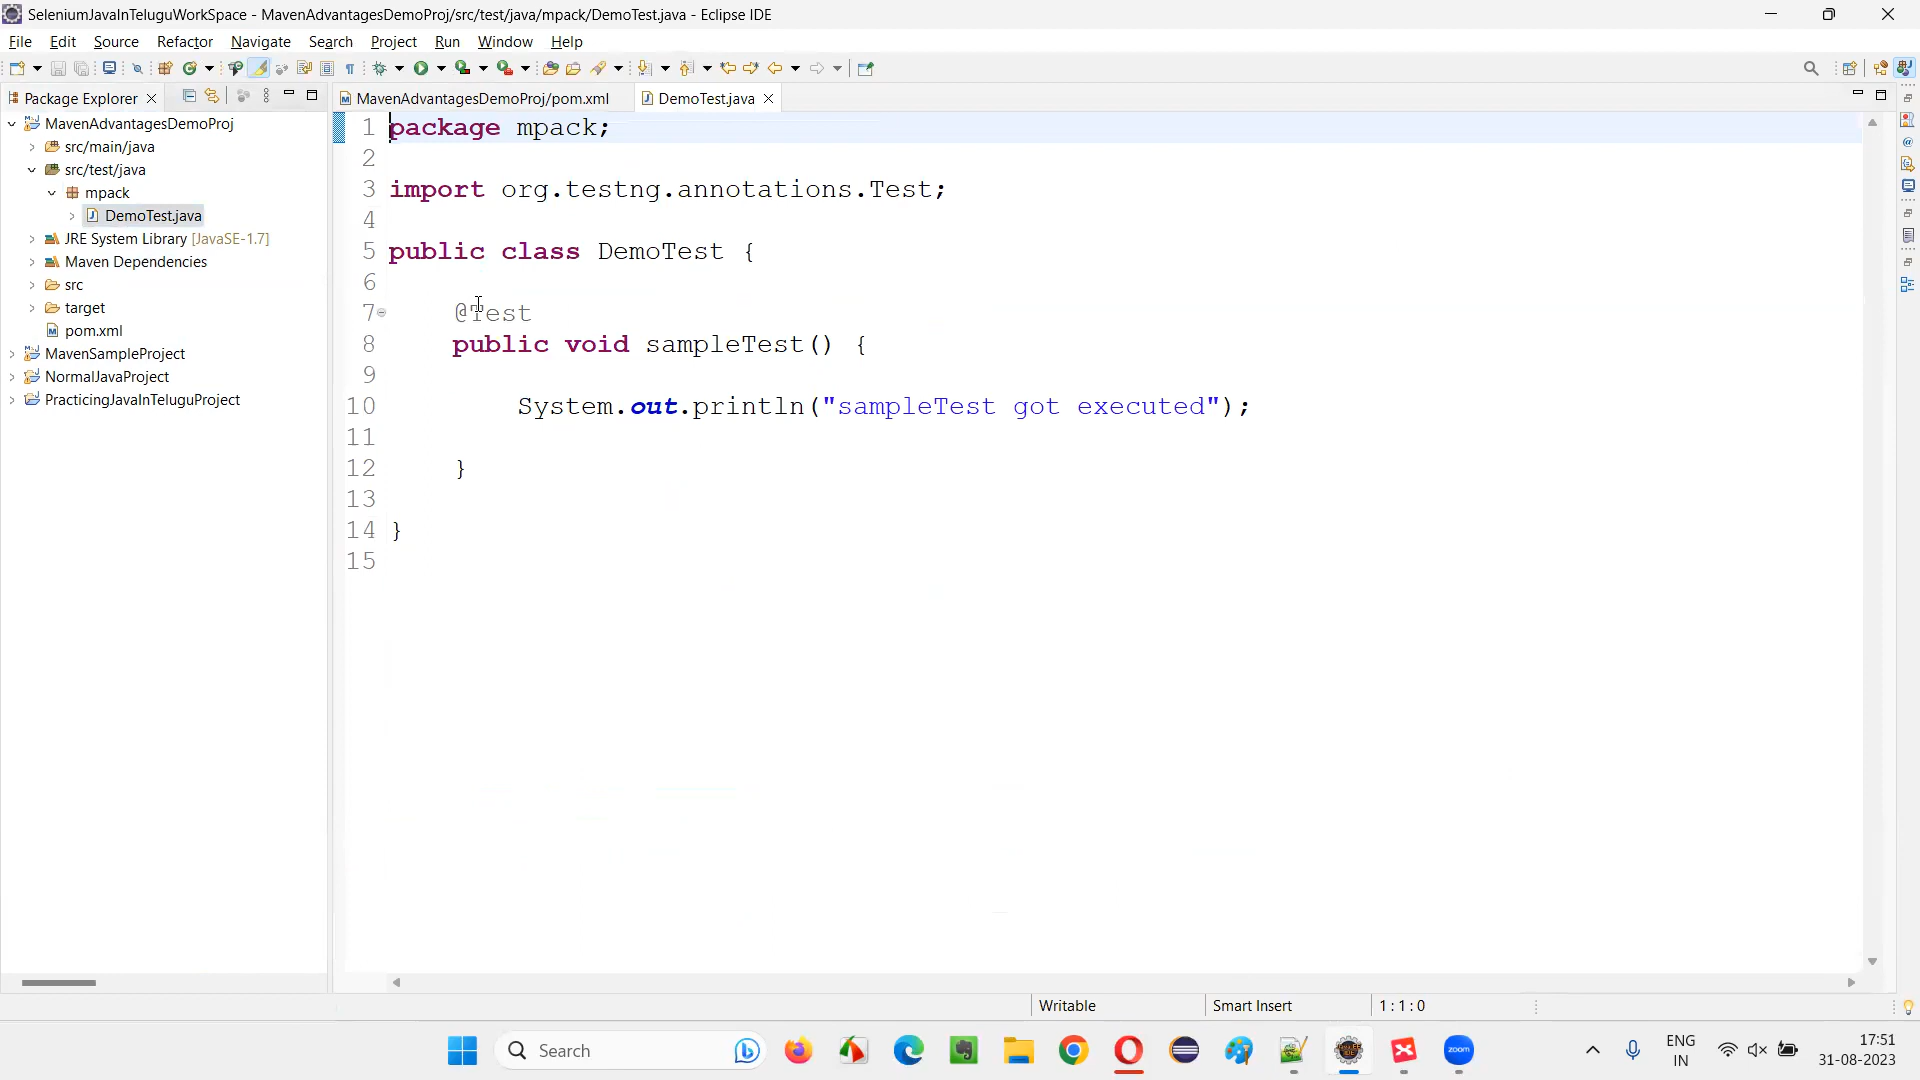 SeleniumJavaInTeluguWorkSpace - MavenAdvantagesDemoProj/src/test/java/mpack/DemoTest.java - Eclipse IDE
File Edit Source Refactor Navigate Search Project Run Window Help
Package Explorer
MavenAdvantagesDemoProj
src/main/java
src/test/java
mpack
DemoTest.java
JRE System Library [JavaSE-1.7]
Maven Dependencies
src
target
pom.xml
MavenSampleProject
NormalJavaProject
PracticingJavaInTeluguProject
MavenAdvantagesDemoProj/pom.xml
DemoTest.java
1 package mpack;
2
3 import org.testng.annotations.Test;
4
5 public class DemoTest {
6
7 @Test
8 public void sampleTest() {
9
10 System.out.println("sampleTest got executed");
11
12 }
13
14 }
15
Writable Smart Insert 1 : 1 : 0
Search
zoom
ENG
IN
17:51
31-08-2023